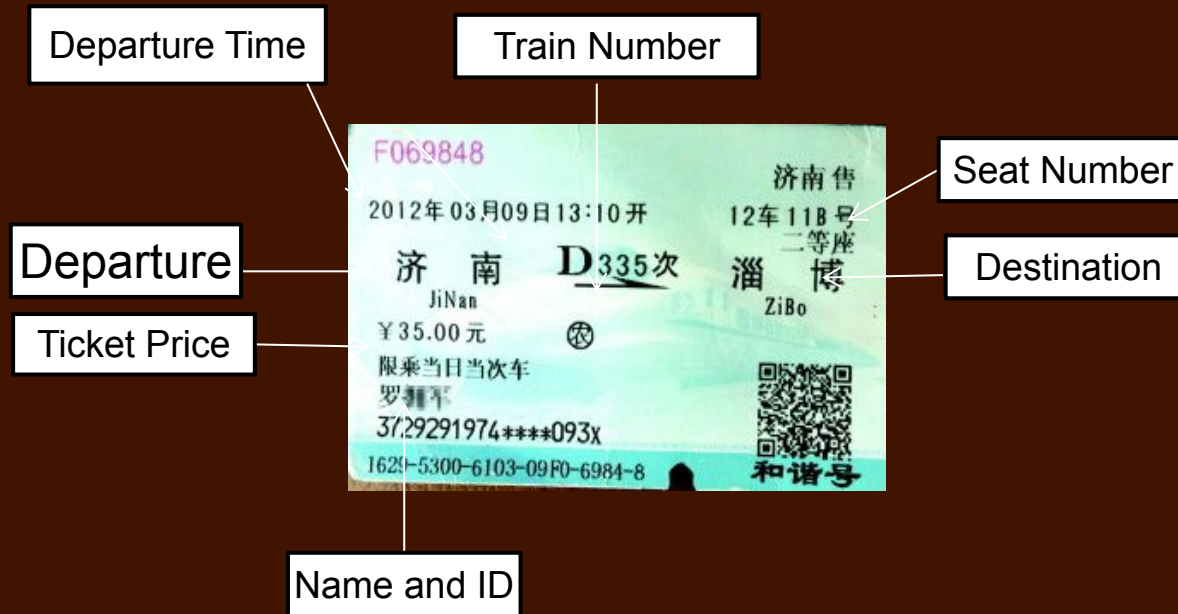 Departure Time
Train Number
F069848
济南售
Seat Number
2012年03月09日13:10开
12车11B号
二等座
Departure
济 南
D335次
淄 博
Destination
JiNan
ZiBo
Ticket Price
￥35.00元
农
限乘当日当次车
罗
3729291974****093X
1629-5300-6103-09F0-6984-8
和谐号
Name and ID